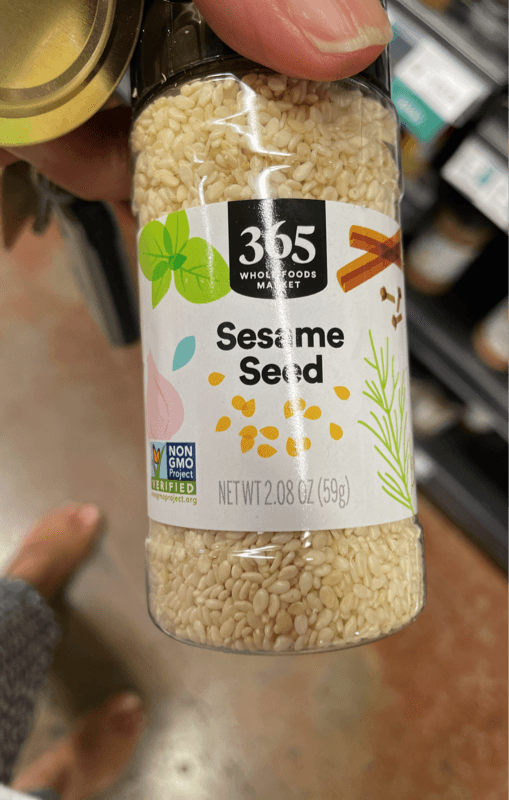 365
WHOLE FOODS
MARKET
Sesame
Seed
NON
GMO
Project
VERIFIED
nongmoproject.org
NET WT 2.08 OZ (59g)